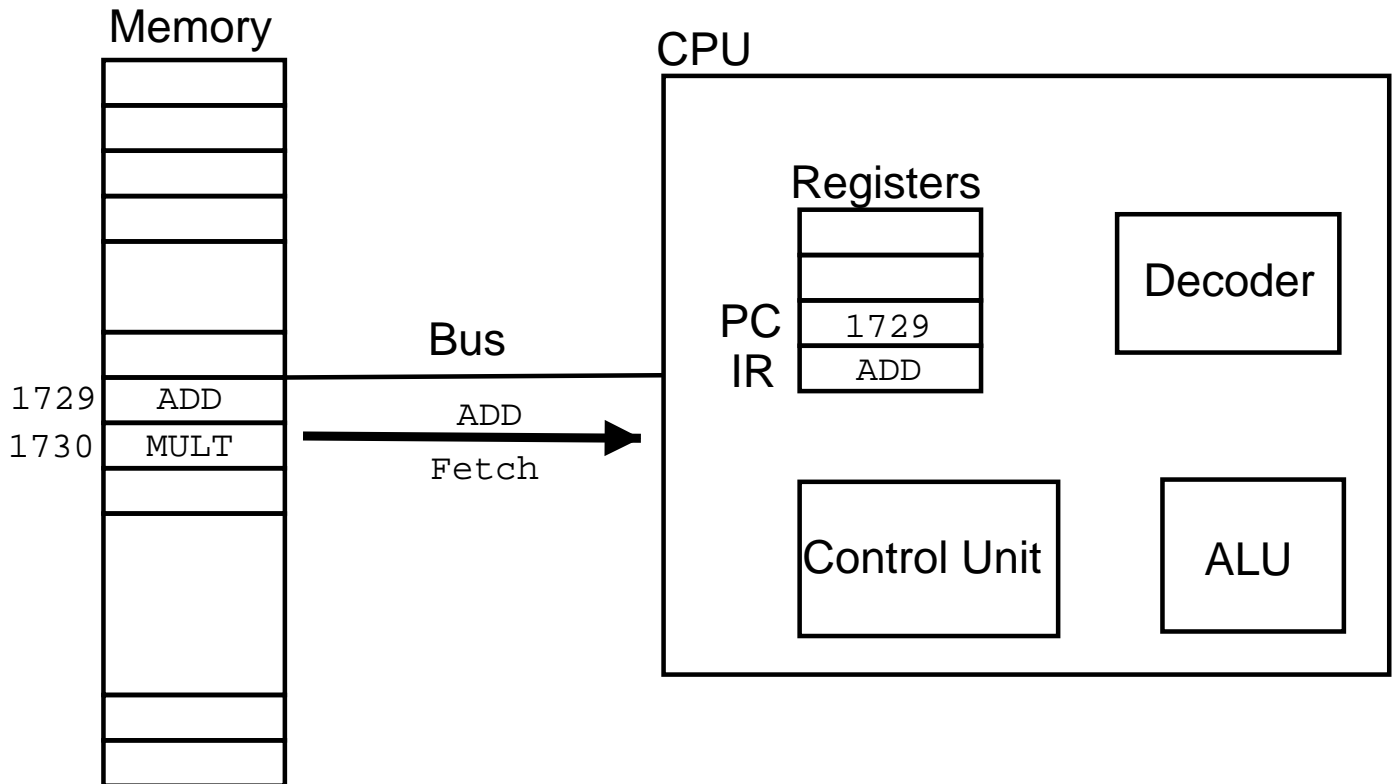 Memory
CPU
Registers
Decoder
PC 1729
Bus
IR ADD
1729 ADD
ADD
1730 MULT
Fetch
Control Unit
ALU